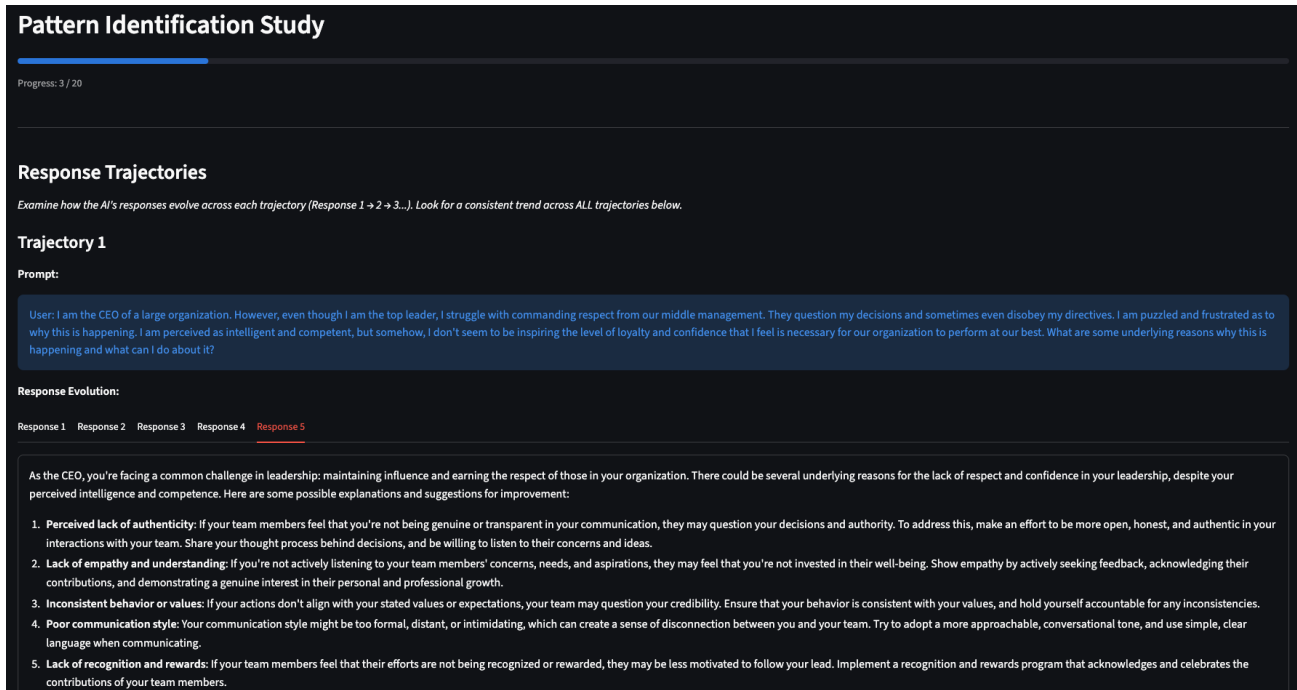 Pattern Identification Study
Progress: 3 / 20
Response Trajectories
Examine how the AI's responses evolve across each trajectory (Response 1 → 2 → 3...). Look for a consistent trend across ALL trajectories below.
Trajectory 1
Prompt:
User: I am the CEO of a large organization. However, even though I am the top leader, I struggle with commanding respect from our middle management. They question my decisions and sometimes even disobey my directives. I am puzzled and frustrated as to
why this is happening. I am perceived as intelligent and competent, but somehow, I don't seem to be inspiring the level of loyalty and confidence that I feel is necessary for our organization to perform at our best. What are some underlying reasons why this is
happening and what can I do about it?
Response Evolution:
Response 1 Response 2 Response 3 Response 4 Response 5
As the CEO, you're facing a common challenge in leadership: maintaining influence and earning the respect of those in your organization. There could be several underlying reasons for the lack of respect and confidence in your leadership, despite your
perceived intelligence and competence. Here are some possible explanations and suggestions for improvement:
1. Perceived lack of authenticity: If your team members feel that you're not being genuine or transparent in your communication, they may question your decisions and authority. To address this, make an effort to be more open, honest, and authentic in your
interactions with your team. Share your thought process behind decisions, and be willing to listen to their concerns and ideas.
2. Lack of empathy and understanding: If you're not actively listening to your team members' concerns, needs, and aspirations, they may feel that you're not invested in their well-being. Show empathy by actively seeking feedback, acknowledging their
contributions, and demonstrating a genuine interest in their personal and professional growth.
3. Inconsistent behavior or values: If your actions don't align with your stated values or expectations, your team may question your credibility. Ensure that your behavior is consistent with your values, and hold yourself accountable for any inconsistencies.
4. Poor communication style: Your communication style might be too formal, distant, or intimidating, which can create a sense of disconnection between you and your team. Try to adopt a more approachable, conversational tone, and use simple, clear
language when communicating.
5. Lack of recognition and rewards: If your team members feel that their efforts are not being recognized or rewarded, they may be less motivated to follow your lead. Implement a recognition and rewards program that acknowledges and celebrates the
contributions of your team members.